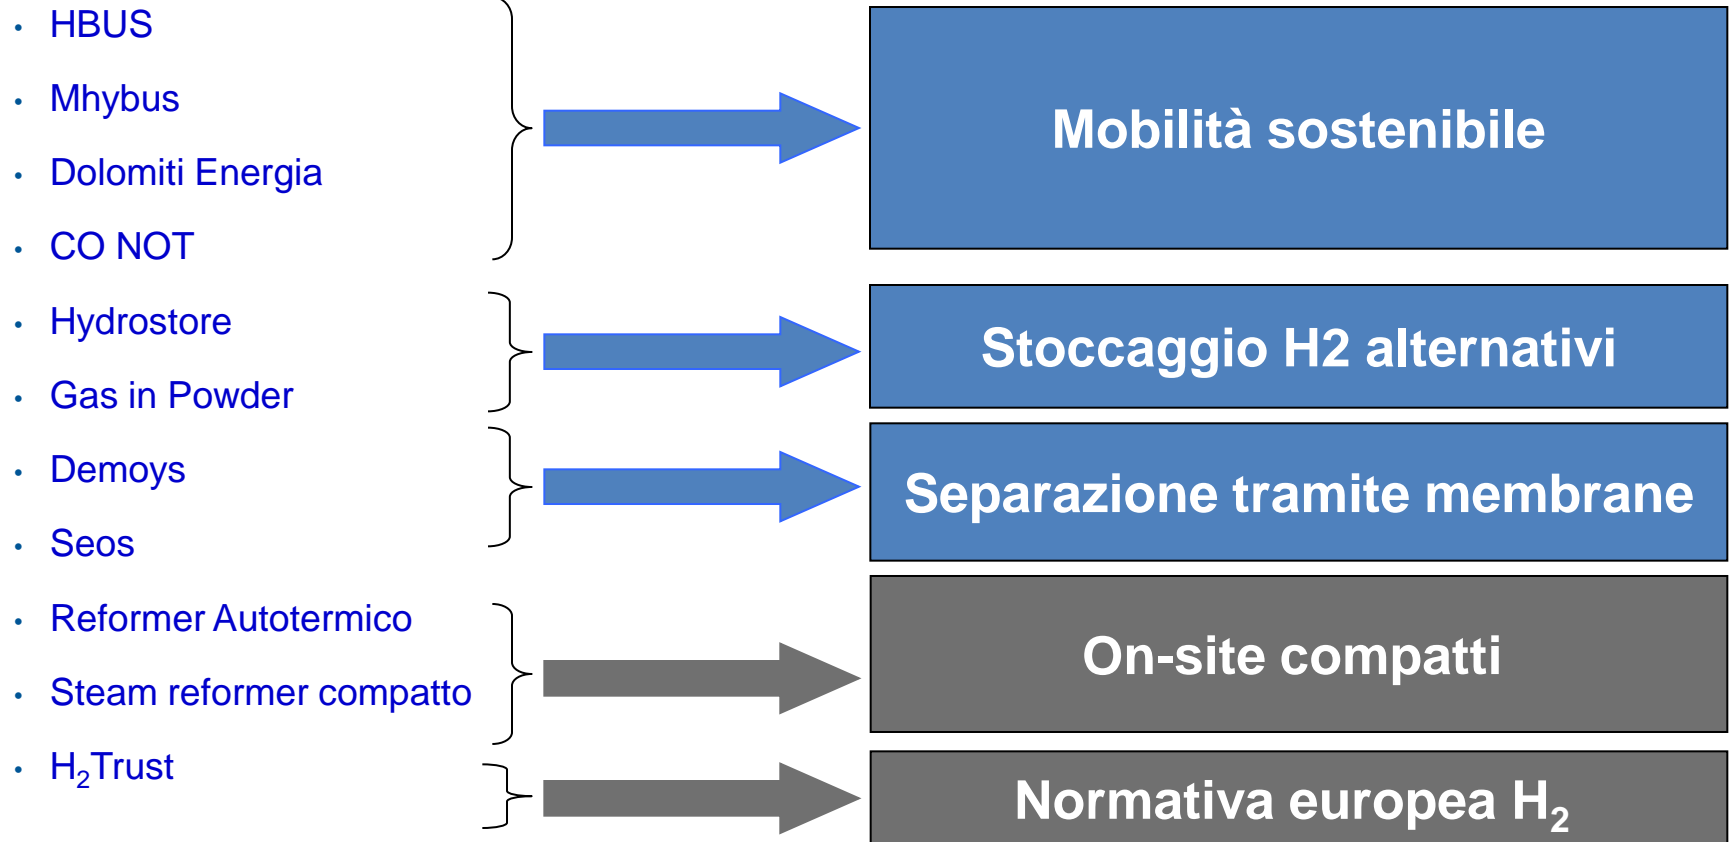 • HBUS
• Mhybus
• Dolomiti Energia
• CO NOT
Mobilità sostenibile
• Hydrostore
• Gas in Powder
Stoccaggio H2 alternativi
• Demoys
• Seos
Separazione tramite membrane
• Reformer Autotermico
• Steam reformer compatto
On-site compatti
• H₂Trust
Normativa europea H₂